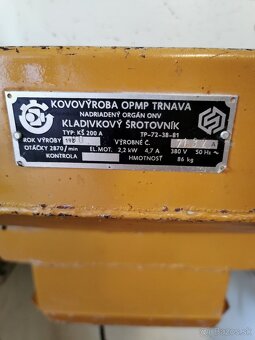 KOVOVÝROBA OPMP TRNAVA
NADRIADENÝ ORGÁN ONV
KLADIVKOVÝ ŠROTOVNÍK
TYP: KŠ 200 A TP-72-38-81
ROK VÝROBY VÝROBNÉ Č.
OTÁČKY 2870/min EL. MOT. 2,2 kW 4,7 A 380 V 50 Hz ~
KONTROLA HMOTNOSŤ 86 kg